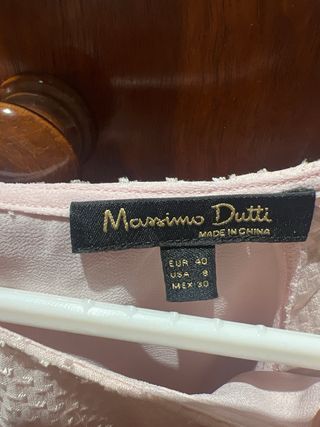 Massimo Dutti
MADE IN CHINA
EUR 40
USA 8
MEX 30